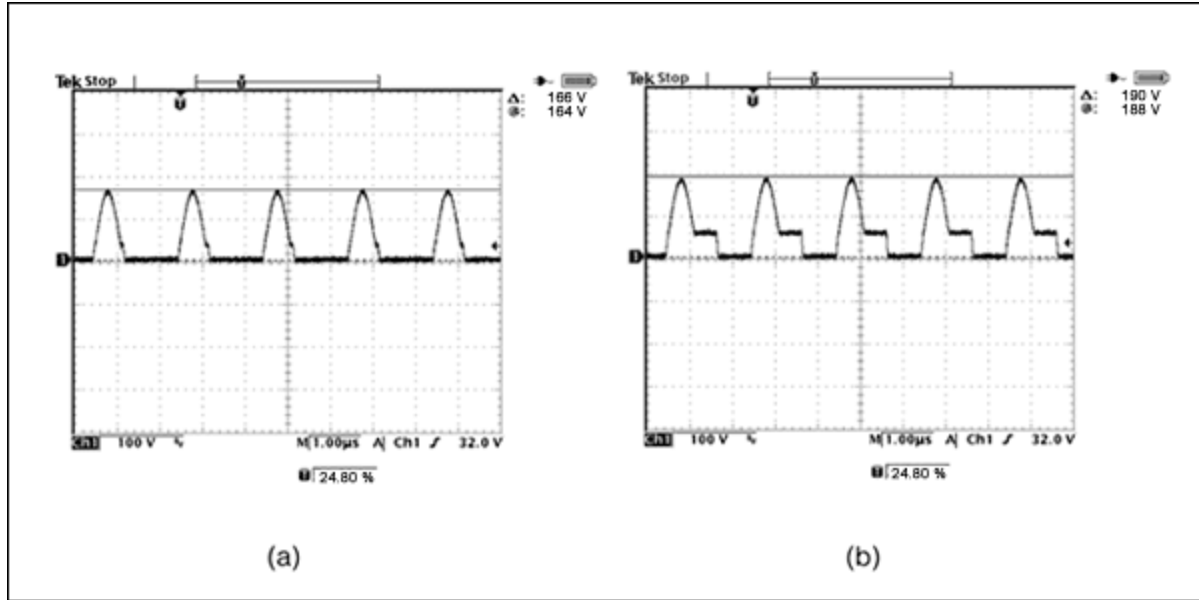 Tek Stop
Δ: 166 V
@: 164 V
Ch1 100 V M 1.00µs A Ch1 32.0 V
24.80 %
(a)
Tek Stop
Δ: 190 V
@: 188 V
Ch1 100 V M 1.00µs A Ch1 32.0 V
24.80 %
(b)